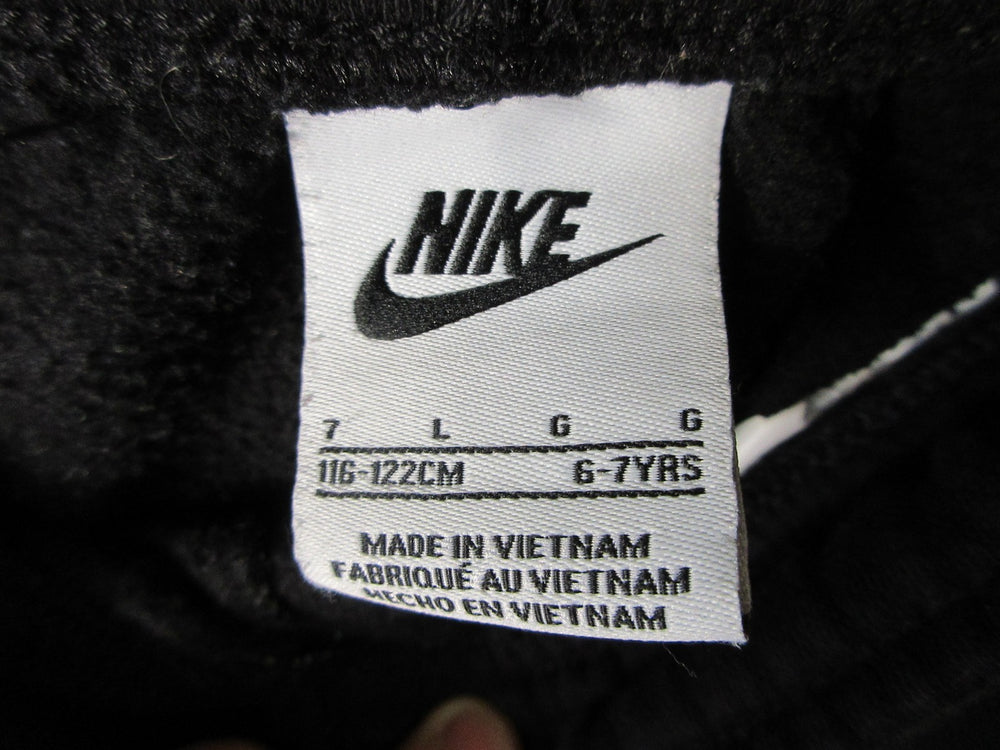 NIKE
7 L G G
116-122CM 6-7YRS
MADE IN VIETNAM
FABRIQUÉ AU VIETNAM
HECHO EN VIETNAM